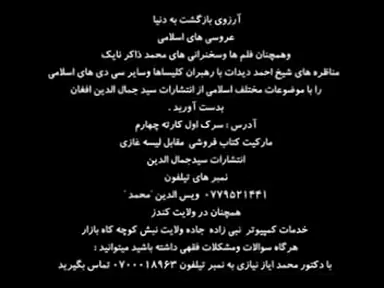 آرزوی بازگشت به دنیا
عروسی های اسلامی
وهمچنان فلم ها وسخنرانی های محمد ذاکر نایک
مناظره های شیخ احمد دیدات با رهبران کلیساها وسایر سی دی های اسلامی
را با موضوعات مختلف اسلامی از انتشارات سید جمال الدین افغان
بدست آورید .
آدرس : سرک اول کارته چهارم
مارکیت کتاب فروشی مقابل لیسه غازی
انتشارات سیدجمال الدین
نمبر های تیلفون
۰۷۷۹۵۲۱۴۴۱ ویس الدین "محمد"
همچنان در ولایت کندز
خدمات کمپیوتر نبی زاده جاده ولایت نبش کوچه کاه بازار
هرگاه سوالات ومشکلات فقهی داشته باشید میتوانید :
با دکتور محمد ایاز نیازی به نمبر تیلفون ۰۷۰۰۰۱۸۹۶۳ تماس بگیرید